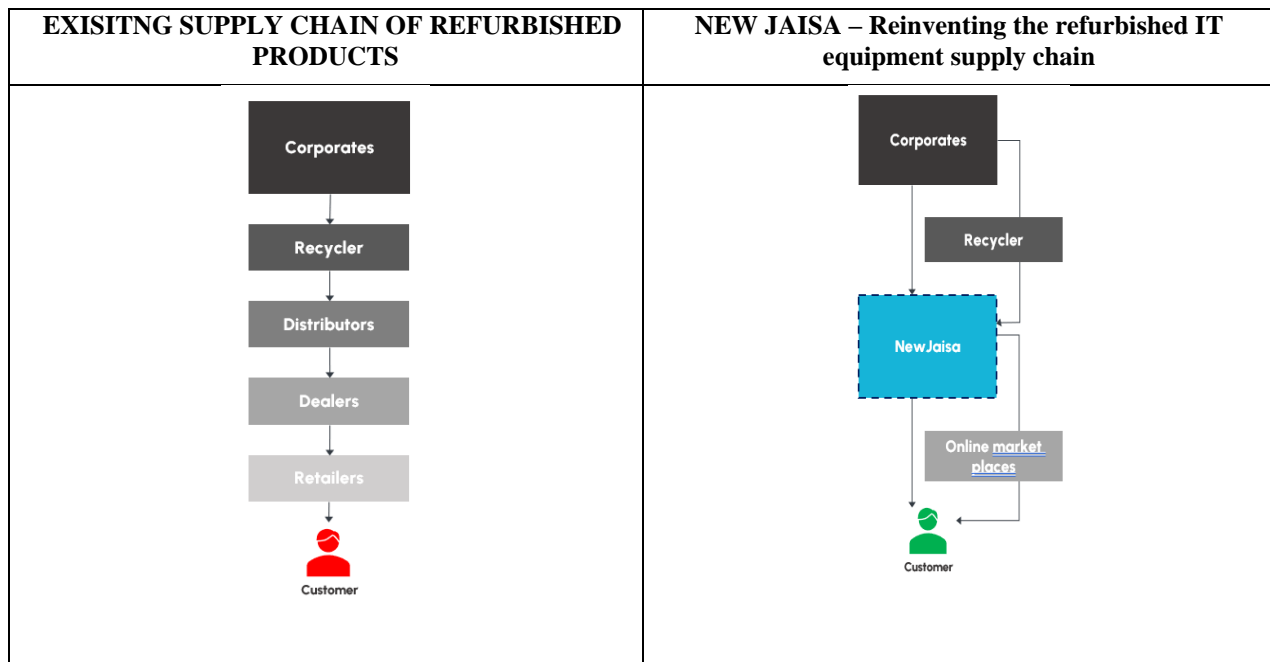 EXISITNG SUPPLY CHAIN OF REFURBISHED
PRODUCTS
Corporates
Recycler
Distributors
Dealers
Retailers
Customer
NEW JAISA – Reinventing the refurbished IT
equipment supply chain
Corporates
Recycler
NewJaisa
Online market
places
Customer